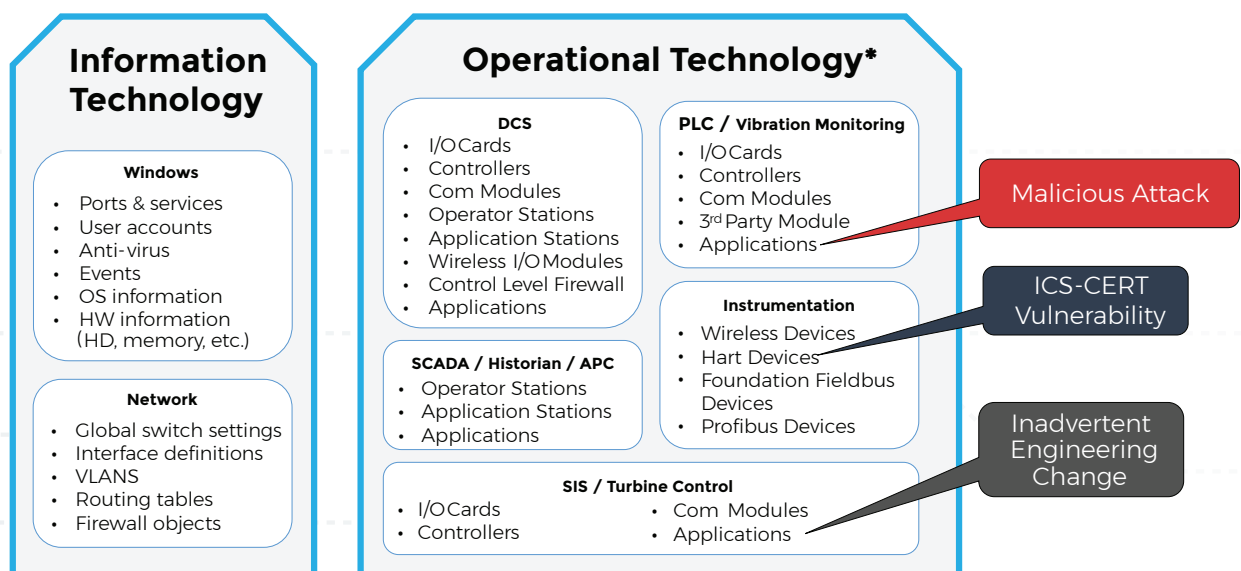 Information
Technology
Windows
• Ports & services
• User accounts
• Anti-virus
• Events
• OS information
• HW information
(HD, memory, etc.)
Network
• Global switch settings
• Interface definitions
• VLANS
• Routing tables
• Firewall objects
Operational Technology*
DCS
• I/O Cards
• Controllers
• Com Modules
• Operator Stations
• Application Stations
• Wireless I/O Modules
• Control Level Firewall
• Applications
SCADA / Historian / APC
• Operator Stations
• Application Stations
• Applications
PLC / Vibration Monitoring
• I/O Cards
• Controllers
• Com Modules
• 3rd Party Module
• Applications
Instrumentation
• Wireless Devices
• Hart Devices
• Foundation Fieldbus
Devices
• Profibus Devices
SIS / Turbine Control
• I/O Cards
• Controllers
• Com Modules
• Applications
Malicious Attack
ICS-CERT
Vulnerability
Inadvertent
Engineering
Change